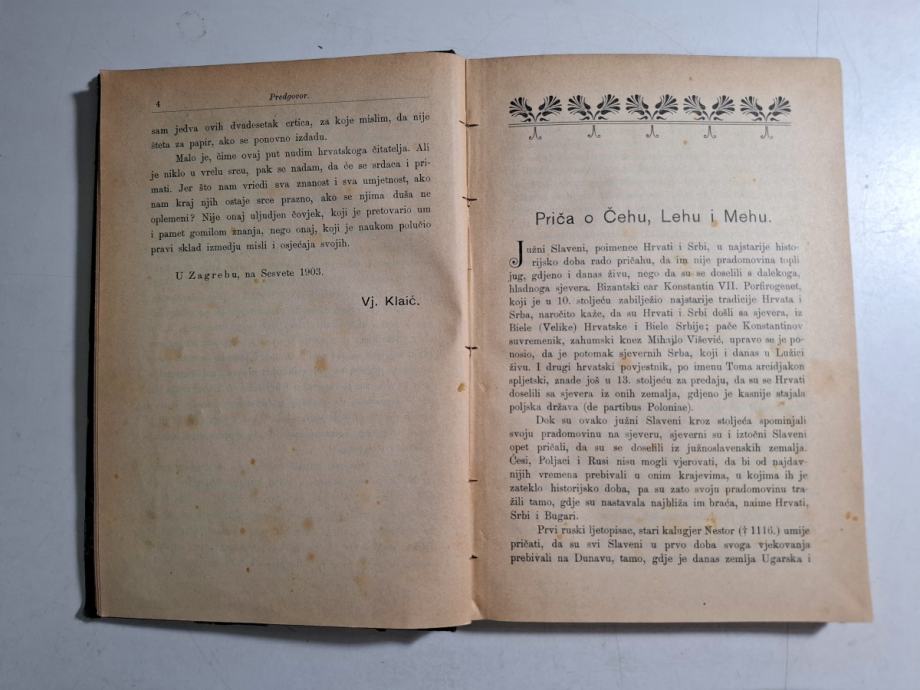 4
Predgovor.
sam jedva ovih dvadesetak crtica, za koje mislim, da nije
šteta za papir, ako se ponovno izdadu.
Malo je, čime ovaj put nudim hrvatskoga čitatelja. Ali
je niklo u vrelu srcu, pak se nadam, da će se srdaca i pri-
mati. Jer što nam vriedi sva znanost i sva umjetnost, ako
nam kraj njih ostaje srce prazno, ako se njima duša ne
oplemeni? Nije onaj uljudjen čovjek, koji je pretovario um
i pamet gomilom znanja, nego onaj, koji je naukom polučio
pravi sklad izmedju misli i osjećaja svojih.
U Zagrebu, na Sesvete 1903.
Vj. Klaić.
Priča o Čehu, Lehu i Mehu.
Južni Slaveni, poimence Hrvati i Srbi, u najstarije histo-
rijsko doba rado pričahu, da im nije pradomovina topli
jug, gdjeno i danas živu, nego da su se doselili s dalekoga,
hladnoga sjevera. Bizantski car Konstantin VII. Porfirogenet,
koji je u 10. stoljeću zabilježio najstarije tradicije Hrvata i
Srba, naročito kaže, da su Hrvati i Srbi došli sa sjevera, iz
Biele (Velike) Hrvatske i Biele Srbije; pače Konstantinov
suvremenik, zahumski knez Mihajlo Višević, upravo se je po-
nosio, da je potomak sjevernih Srba, koji i danas u Lužici
živu. I drugi hrvatski povjestnik, po imenu Toma arcidjakon
spljetski, znade još u 13. stoljeću za predaju, da su se Hrvati
doselili sa sjevera iz onih zemalja, gdjeno je kasnije stajala
poljska država (de partibus Poloniae).
Dok su ovako južni Slaveni kroz stoljeća spominjali
svoju pradomovinu na sjeveru, sjeverni su i iztočni Slaveni
opet pričali, da su se doselili iz južnoslavenskih zemalja.
Česi, Poljaci i Rusi nisu mogli vjerovati, da bi od najdav-
nijih vremena prebivali u onim krajevima, u kojima ih je
zateklo historijsko doba, pa su zato svoju pradomovinu tra-
žili tamo, gdje su nastavala najbliža im braća, naime Hrvati,
Srbi i Bugari.
Prvi ruski ljetopisac, stari kalugjer Nestor († 1116.) umije
pričati, da su svi Slaveni u prvo doba svoga vjekovanja
prebivali na Dunavu, tamo, gdje je danas zemlja Ugarska i